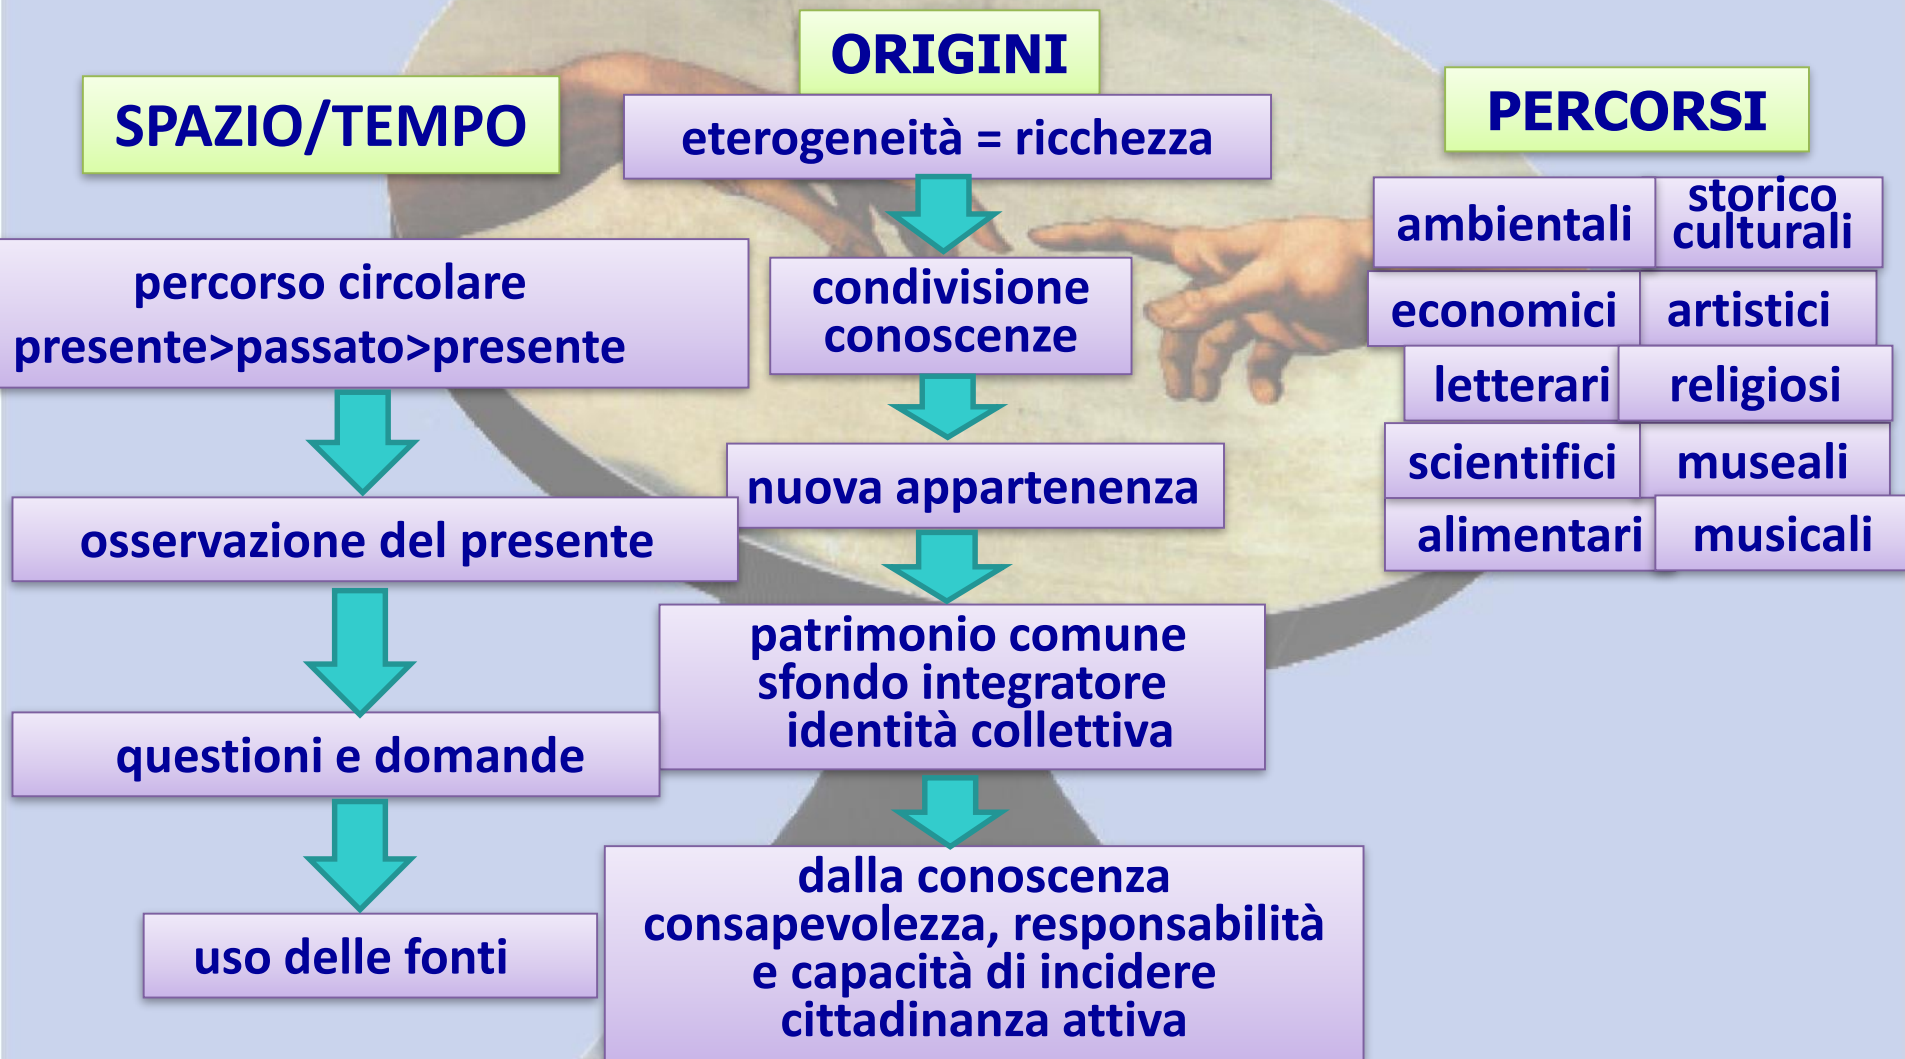 SPAZIO/TEMPO
percorso circolare
presente>passato>presente
osservazione del presente
questioni e domande
uso delle fonti
ORIGINI
eterogeneità = ricchezza
condivisione
conoscenze
nuova appartenenza
patrimonio comune
sfondo integratore
identità collettiva
dalla conoscenza
consapevolezza, responsabilità
e capacità di incidere
cittadinanza attiva
PERCORSI
ambientali
storico
culturali
economici
artistici
letterari
religiosi
scientifici
museali
alimentari
musicali